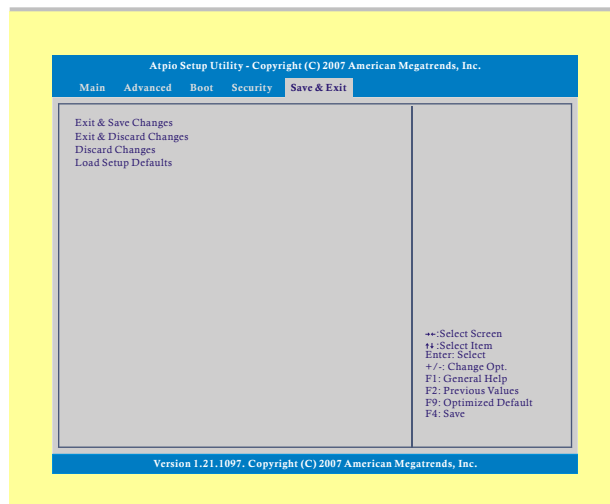 Atpio Setup Utility - Copyright (C) 2007 American Megatrends, Inc.
Main Advanced Boot Security Save & Exit
Exit & Save Changes
Exit & Discard Changes
Discard Changes
Load Setup Defaults
→←:Select Screen
↑↓:Select Item
Enter: Select
+/-: Change Opt.
F1: General Help
F2: Previous Values
F9: Optimized Default
F4: Save
Version 1.21.1097. Copyright (C) 2007 American Megatrends, Inc.